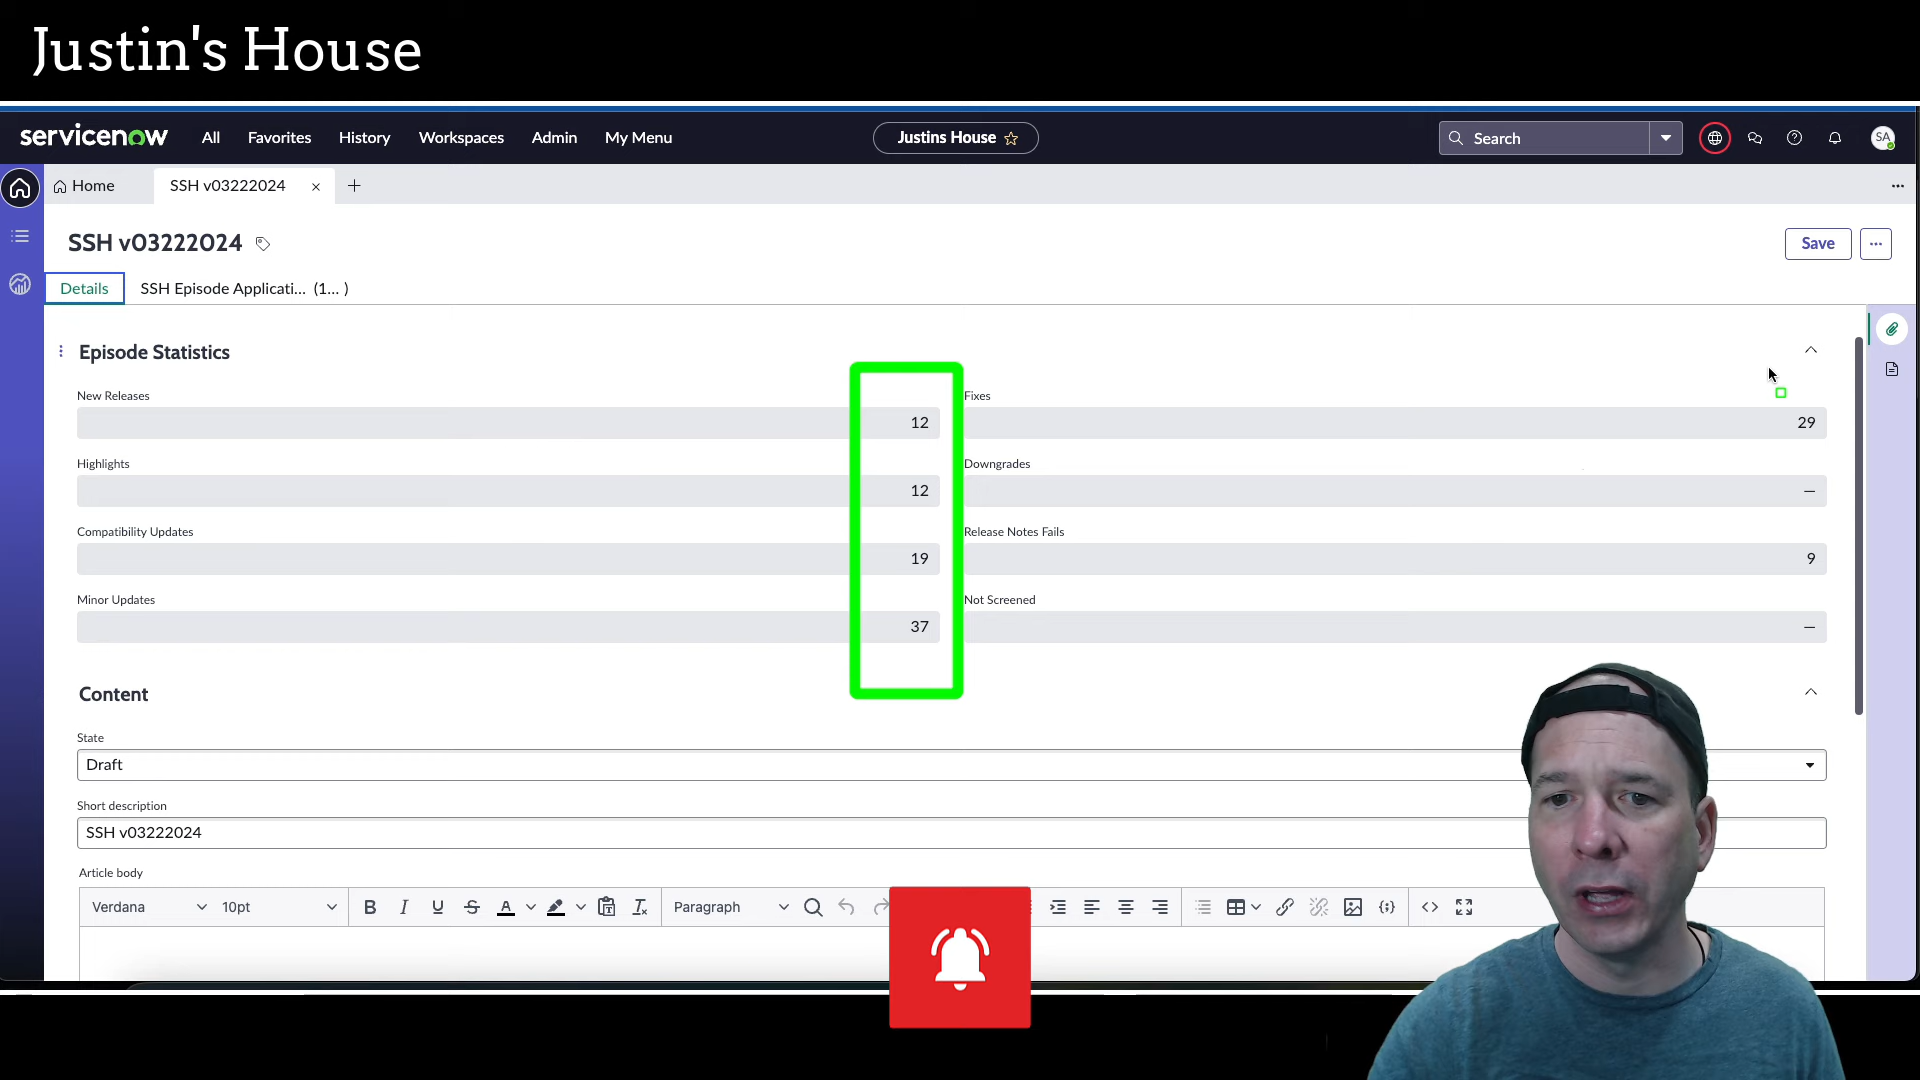 Justin's House
servicenow All Favorites History Workspaces Admin My Menu Justins House Search SA
Home SSH v03222024
SSH v03222024 Save
Details SSH Episode Applicati... (1... )
Episode Statistics
New Releases Fixes
12 29
Highlights Downgrades
12 —
Compatibility Updates Release Notes Fails
19 9
Minor Updates Not Screened
37 —
Content
State
Draft
Short description
SSH v03222024
Article body
Verdana 10pt B I U S A Paragraph